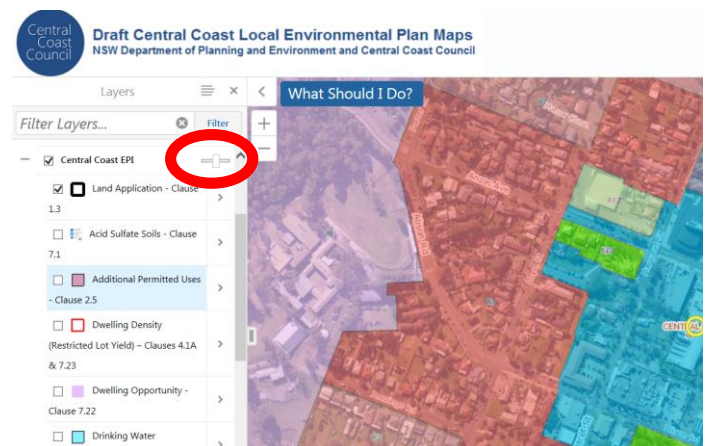 Central
Coast
Council
Draft Central Coast Local Environmental Plan Maps
NSW Department of Planning and Environment and Central Coast Council
Layers
What Should I Do?
Filter Layers...
Filter
Central Coast EPI
Land Application - Clause
1.3
Acid Sulfate Soils - Clause
7.1
Additional Permitted Uses
- Clause 2.5
Dwelling Density
(Restricted Lot Yield) – Clauses 4.1A
& 7.23
Dwelling Opportunity -
Clause 7.22
Drinking Water
CENTRAL